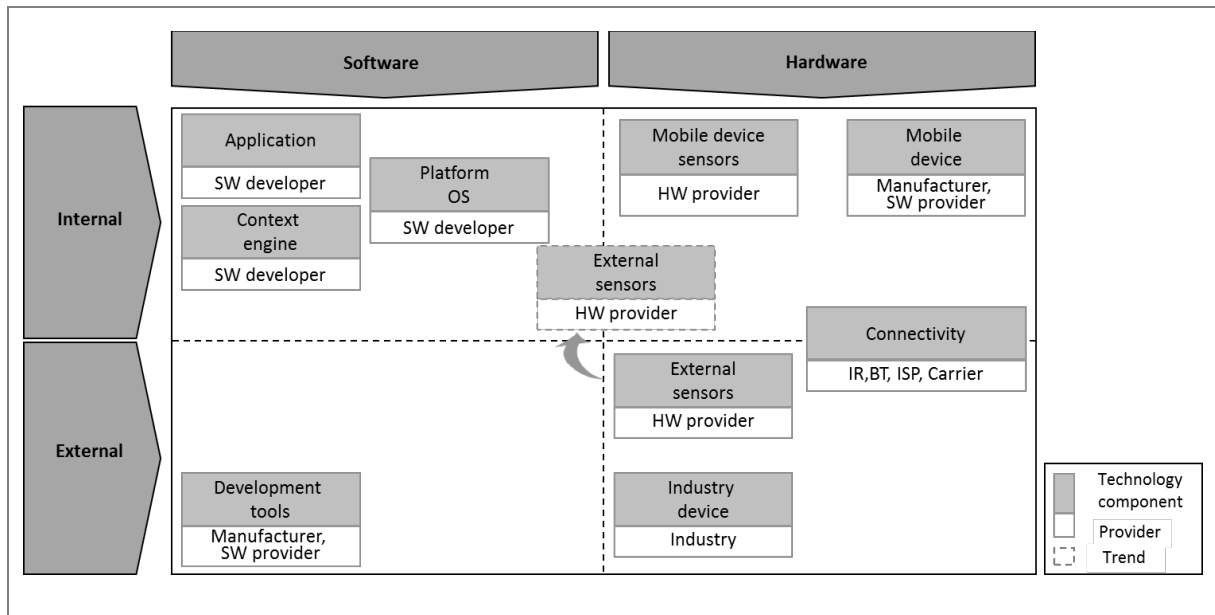 Software
Hardware
Internal
Application
SW developer
Platform
OS
SW developer
Context
engine
SW developer
Mobile device
sensors
HW provider
Mobile
device
Manufacturer,
SW provider
External
sensors
HW provider
Connectivity
IR,BT, ISP, Carrier
External
External
sensors
HW provider
Development
tools
Manufacturer,
SW provider
Industry
device
Industry
Technology
component
Provider
Trend